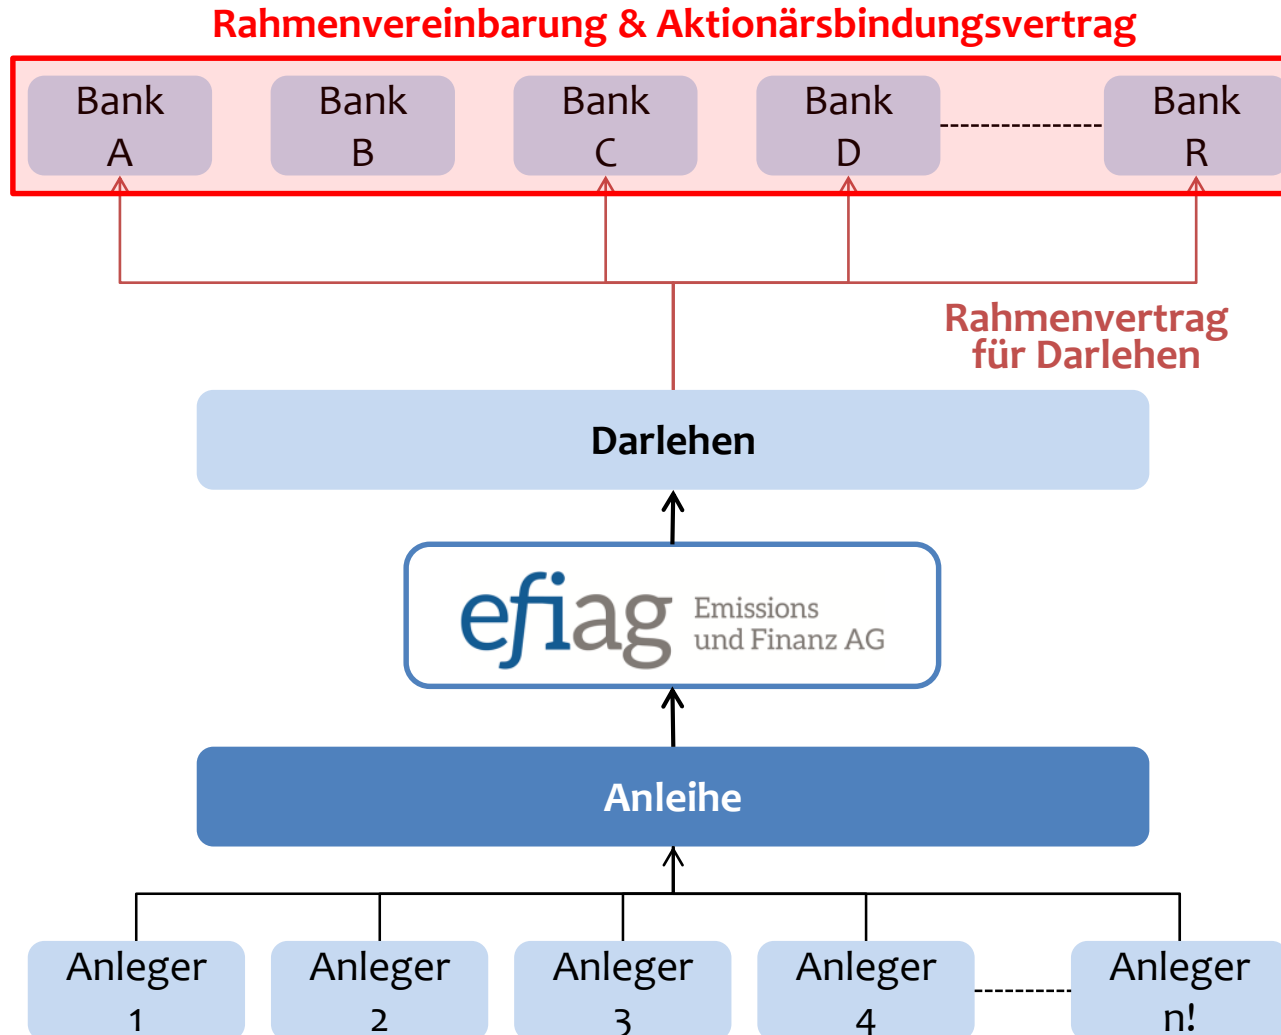 Rahmenvereinbarung & Aktionärsbindungsvertrag
Bank
A
Bank
B
Bank
C
Bank
D
Bank
R
Rahmenvertrag
für Darlehen
Darlehen
efiag
Emissions
und Finanz AG
Anleihe
Anleger
1
Anleger
2
Anleger
3
Anleger
4
Anleger
n!